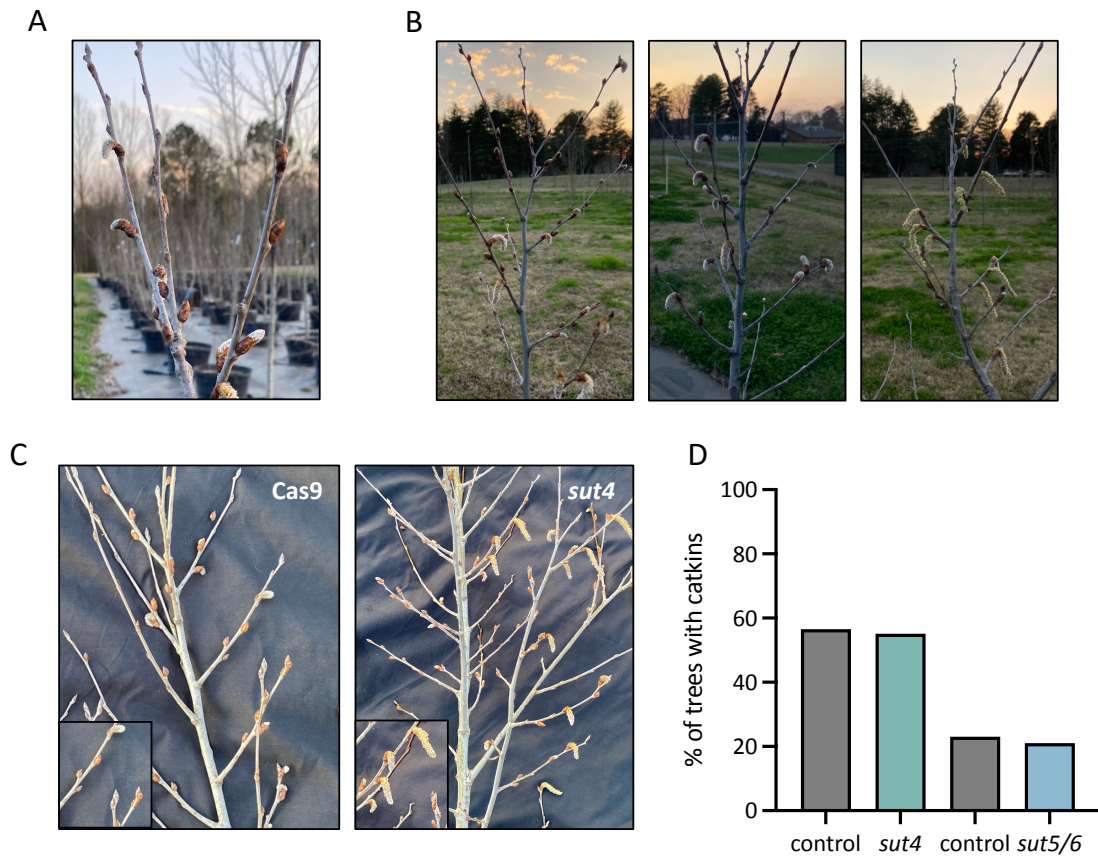 A
B
C
Cas9
sut4
D
% of trees with catkins
100
80
60
40
20
0
control sut4 control sut5/6